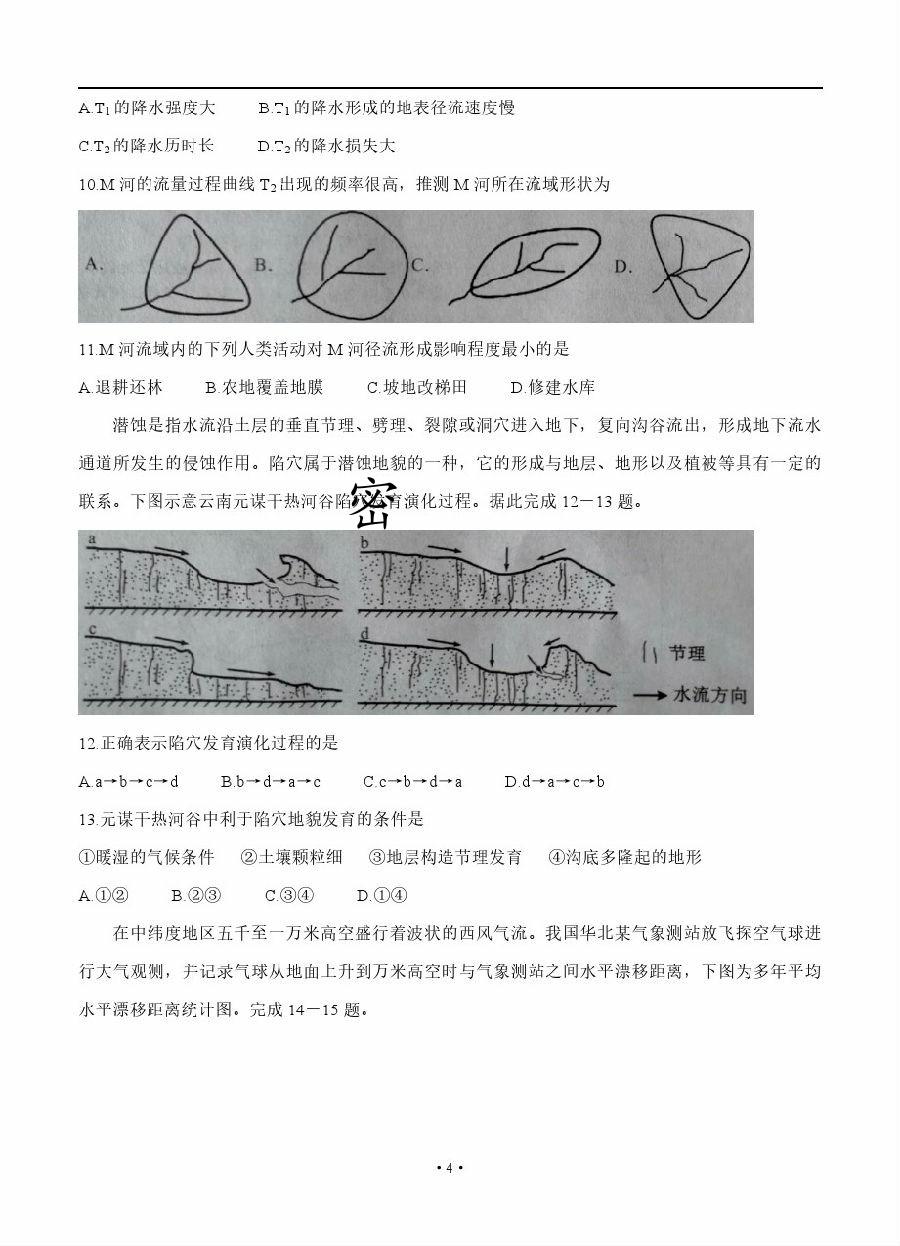 A.T₁的降水强度大 B.T₁的降水形成的地表径流速度慢
C.T₂的降水历时长 D.T₂的降水损失大
10.M 河的流量过程曲线 T₂出现的频率很高，推测 M 河所在流域形状为
A. B. C. D.
11.M 河流域内的下列人类活动对 M 河径流形成影响程度最小的是
A.退耕还林 B.农地覆盖地膜 C.坡地改梯田 D.修建水库
潜蚀是指水流沿土层的垂直节理、劈理、裂隙或洞穴进入地下，复向沟谷流出，形成地下流水
通道所发生的侵蚀作用。陷穴属于潜蚀地貌的一种，它的形成与地层、地形以及植被等具有一定的
联系。下图示意云南元谋干热河谷陷穴发育演化过程。据此完成 12－13 题。
密
a b
c d
节理
水流方向
12.正确表示陷穴发育演化过程的是
A.a→b→c→d B.b→d→a→c C.c→b→d→a D.d→a→c→b
13.元谋干热河谷中利于陷穴地貌发育的条件是
①暖湿的气候条件 ②土壤颗粒细 ③地层构造节理发育 ④沟底多隆起的地形
A.①② B.②③ C.③④ D.①④
在中纬度地区五千至一万米高空盛行着波状的西风气流。我国华北某气象测站放飞探空气球进
行大气观测，并记录气球从地面上升到万米高空时与气象测站之间水平漂移距离，下图为多年平均
水平漂移距离统计图。完成 14－15 题。
·4·